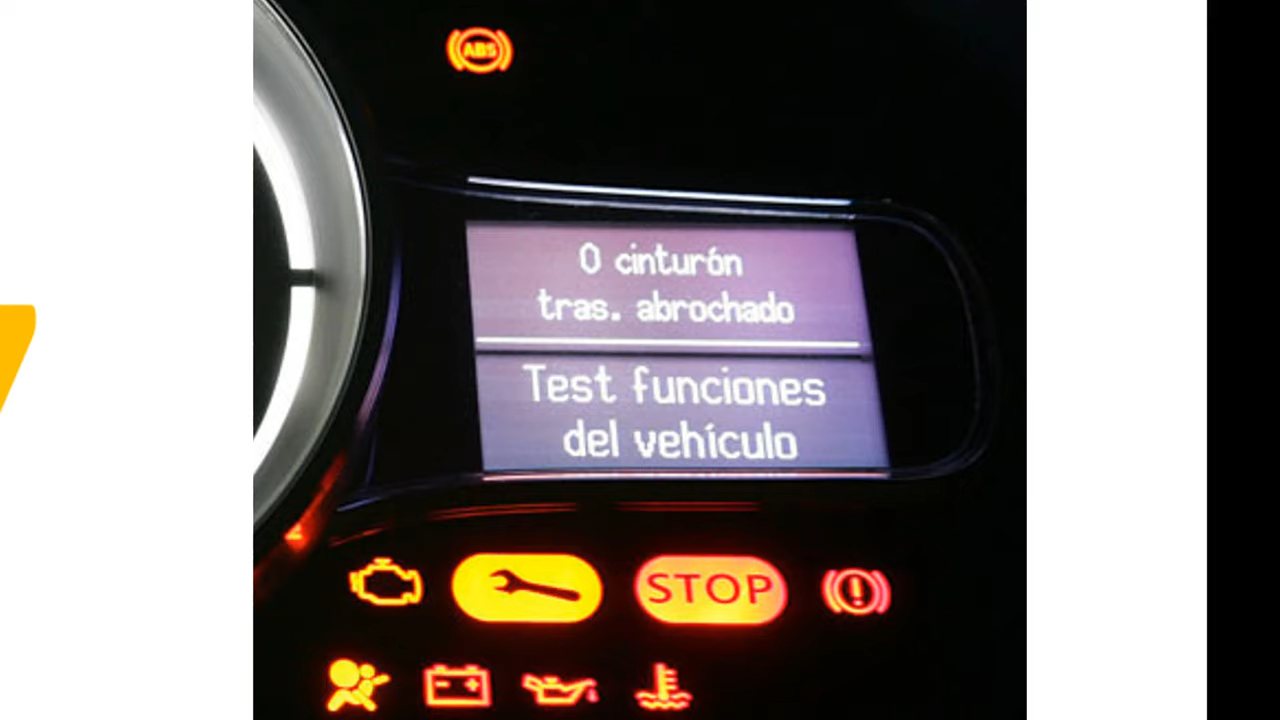 ABS
0 cinturón
tras. abrochado
Test funciones
del vehículo
STOP